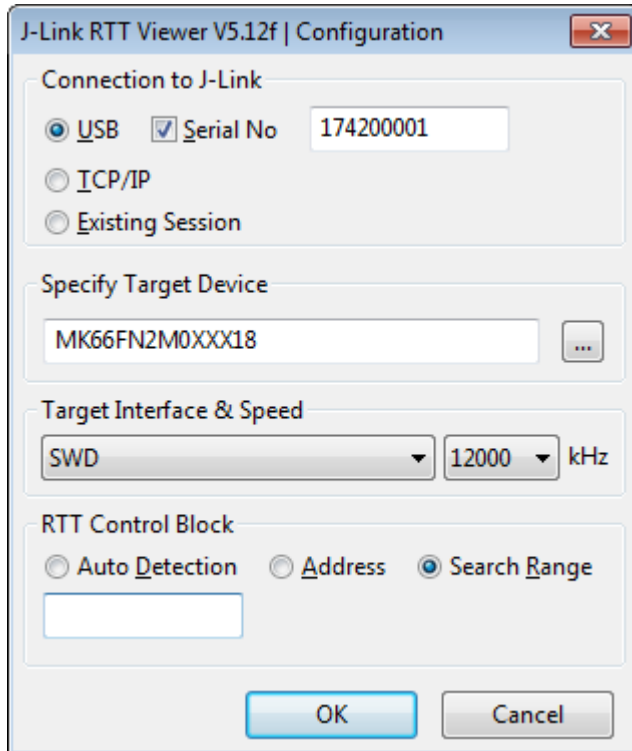 J-Link RTT Viewer V5.12f | Configuration
Connection to J-Link
USB Serial No 174200001
TCP/IP
Existing Session
Specify Target Device
MK66FN2M0XXX18 ...
Target Interface & Speed
SWD 12000 kHz
RTT Control Block
Auto Detection Address Search Range
OK Cancel